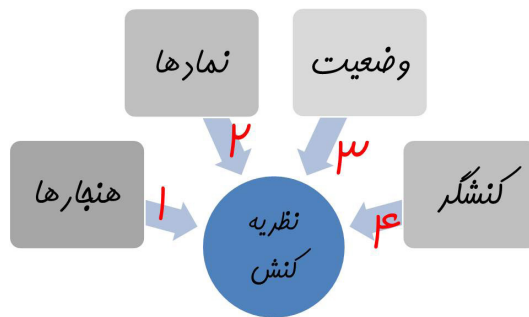 وضعیت
نمادها
۳
۲
کنشگر
هنجارها
۴
۱
نظریه
کنش